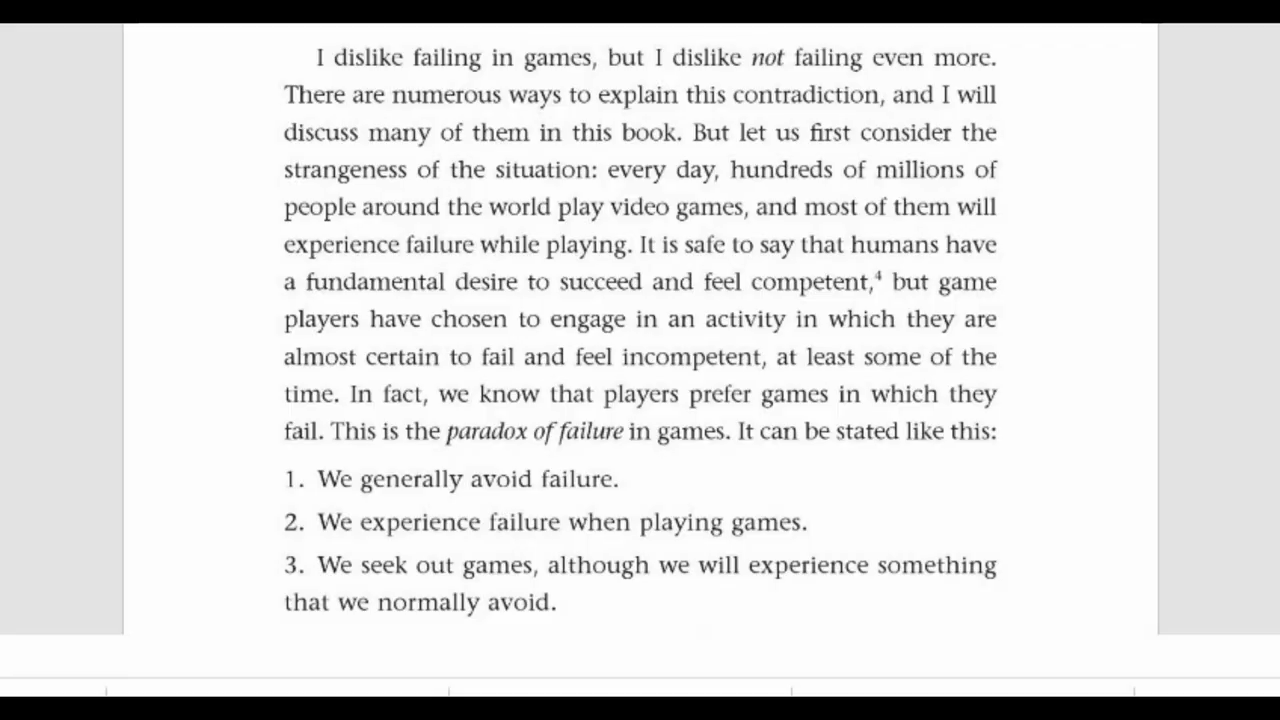 I dislike failing in games, but I dislike not failing even more.
There are numerous ways to explain this contradiction, and I will
discuss many of them in this book. But let us first consider the
strangeness of the situation: every day, hundreds of millions of
people around the world play video games, and most of them will
experience failure while playing. It is safe to say that humans have
a fundamental desire to succeed and feel competent,⁴ but game
players have chosen to engage in an activity in which they are
almost certain to fail and feel incompetent, at least some of the
time. In fact, we know that players prefer games in which they
fail. This is the paradox of failure in games. It can be stated like this:
1. We generally avoid failure.
2. We experience failure when playing games.
3. We seek out games, although we will experience something
that we normally avoid.